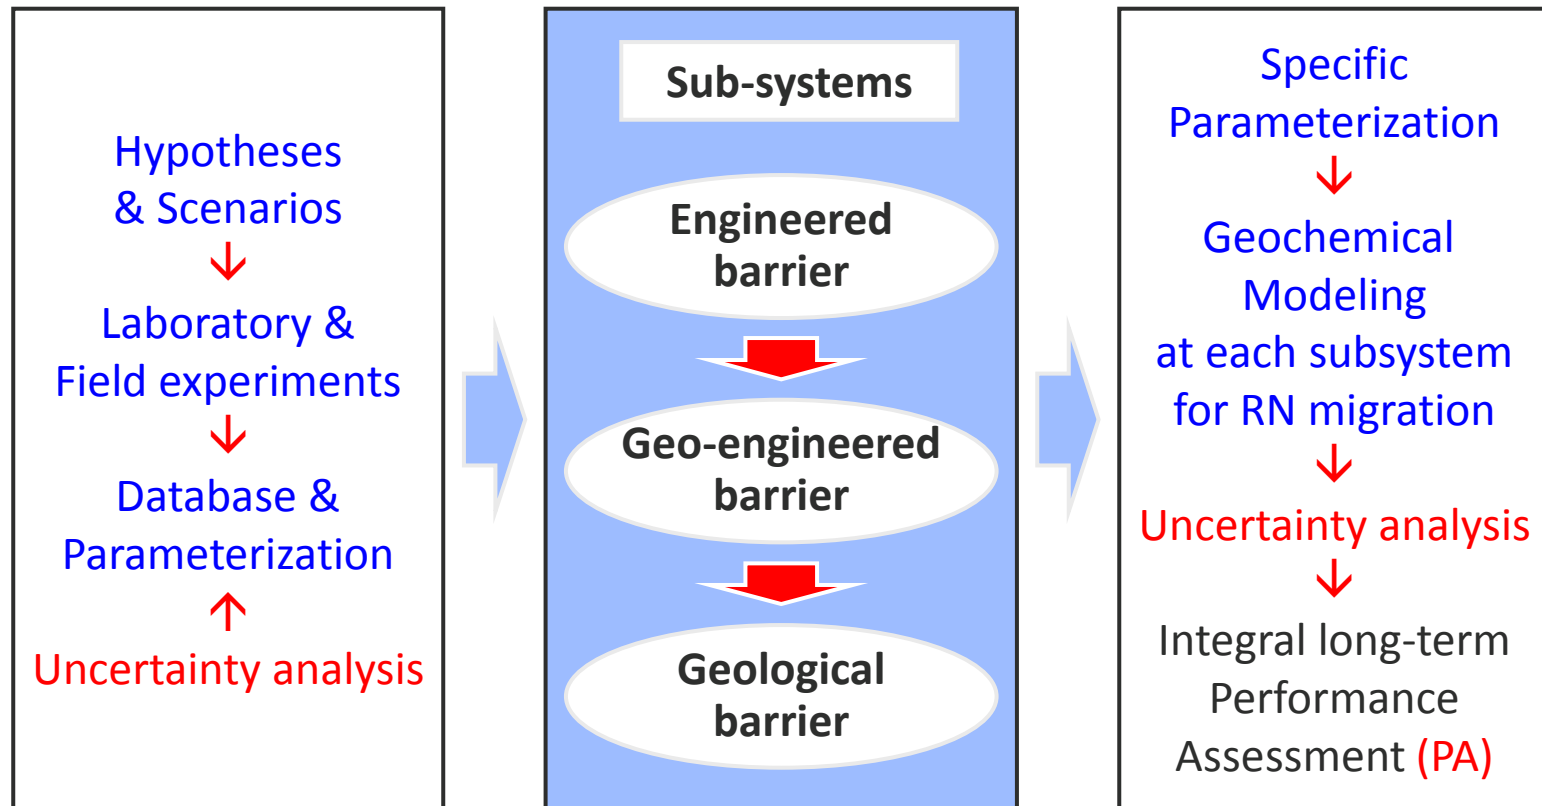 Hypotheses
& Scenarios
↓
Laboratory &
Field experiments
↓
Database &
Parameterization
↑
Uncertainty analysis
Sub-systems
Engineered
barrier
Geo-engineered
barrier
Geological
barrier
Specific
Parameterization
↓
Geochemical
Modeling
at each subsystem
for RN migration
↓
Uncertainty analysis
↓
Integral long-term
Performance
Assessment (PA)